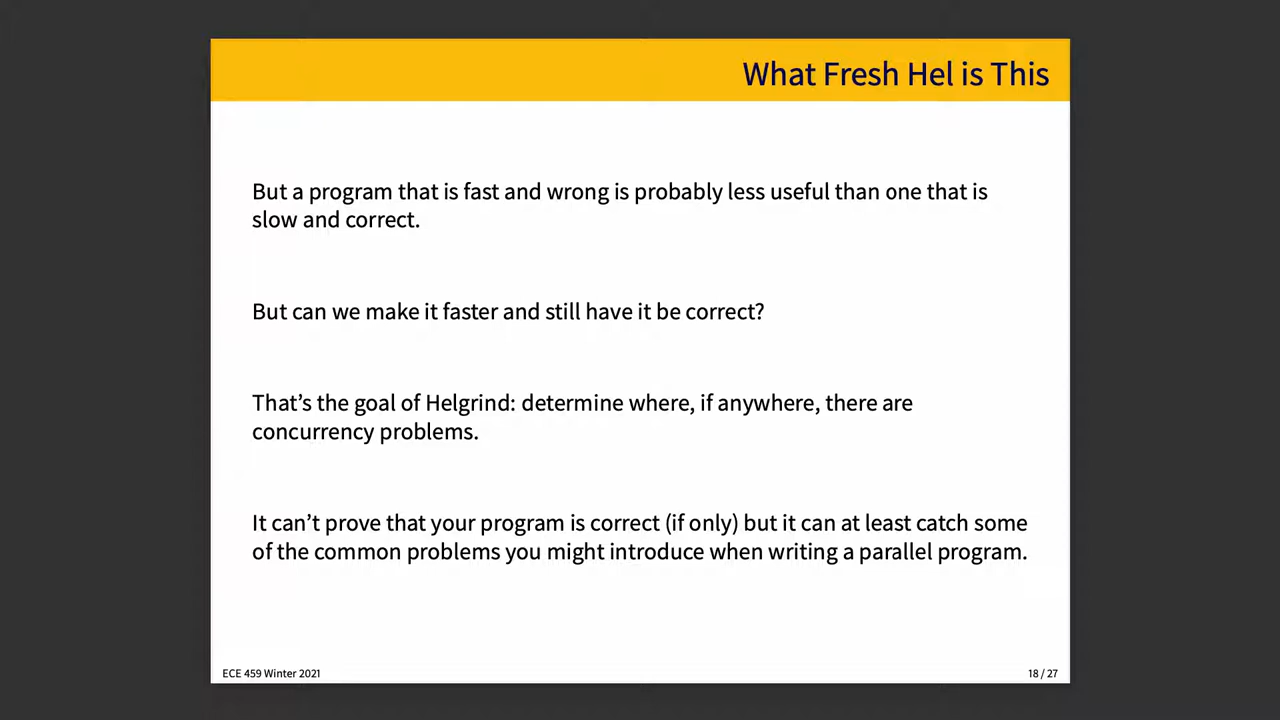 What Fresh Hel is This
But a program that is fast and wrong is probably less useful than one that is
slow and correct.
But can we make it faster and still have it be correct?
That’s the goal of Helgrind: determine where, if anywhere, there are
concurrency problems.
It can’t prove that your program is correct (if only) but it can at least catch some
of the common problems you might introduce when writing a parallel program.
ECE 459 Winter 2021
18 / 27